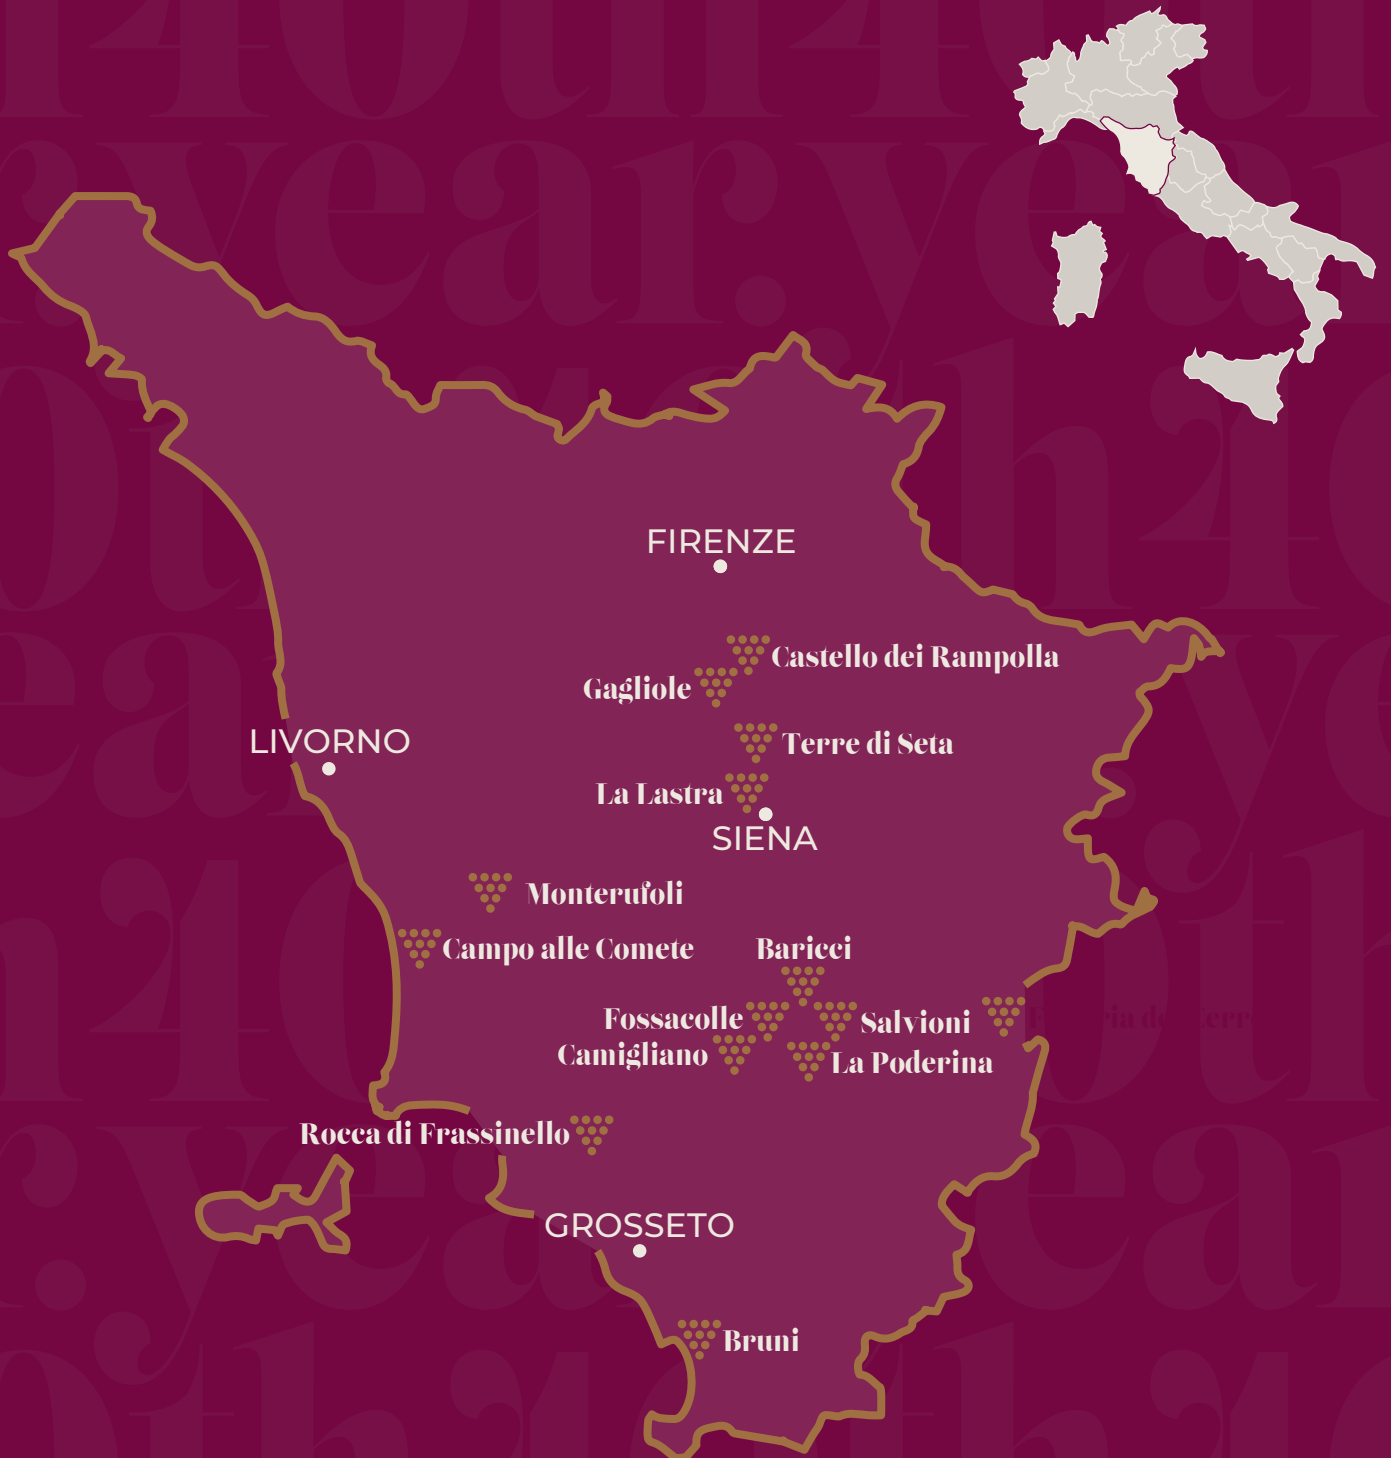 FIRENZE
Castello dei Rampolla
Gagliole
Terre di Seta
LIVORNO
La Lastra
SIENA
Monterufoli
Campo alle Comete
Baricci
Fossacolle
Salvioni
Camigliano
La Poderina
Rocca di Frassinello
GROSSETO
Bruni